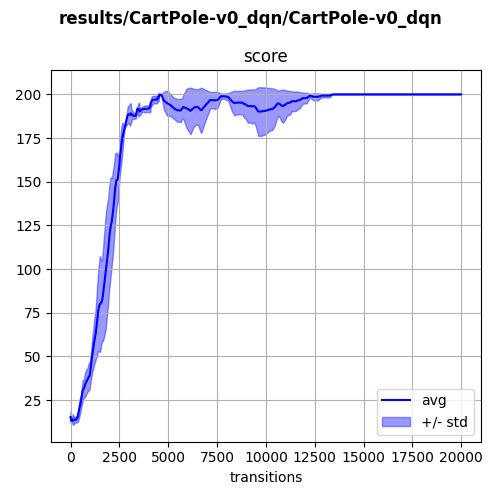 results/CartPole-v0_dqn/CartPole-v0_dqn
score
200
175
150
125
100
75
50
25
avg
+/- std
0 2500 5000 7500 10000 12500 15000 17500 20000
transitions